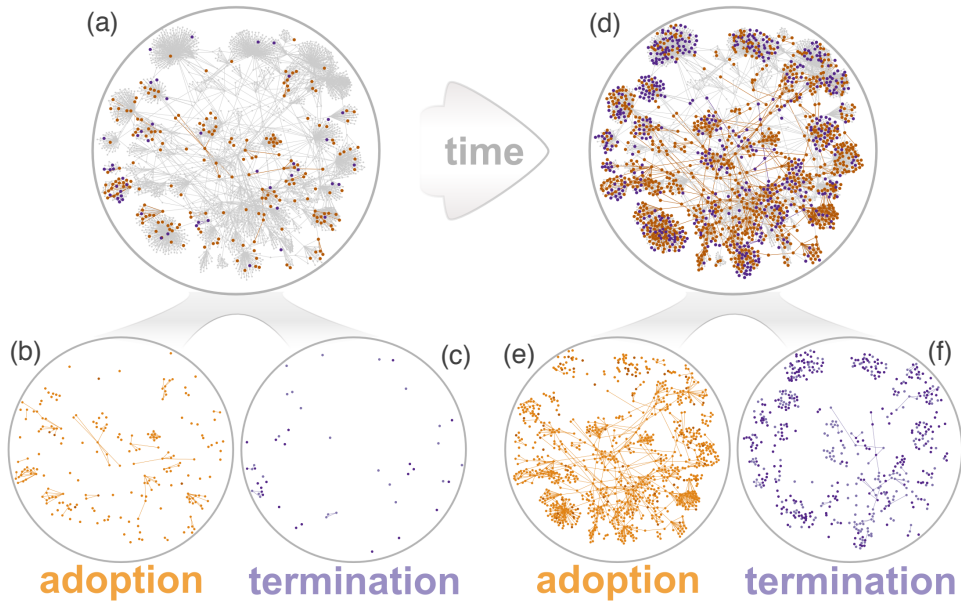 (a)
(d)
time
(b)
(c)
(e)
(f)
adoption
termination
adoption
termination